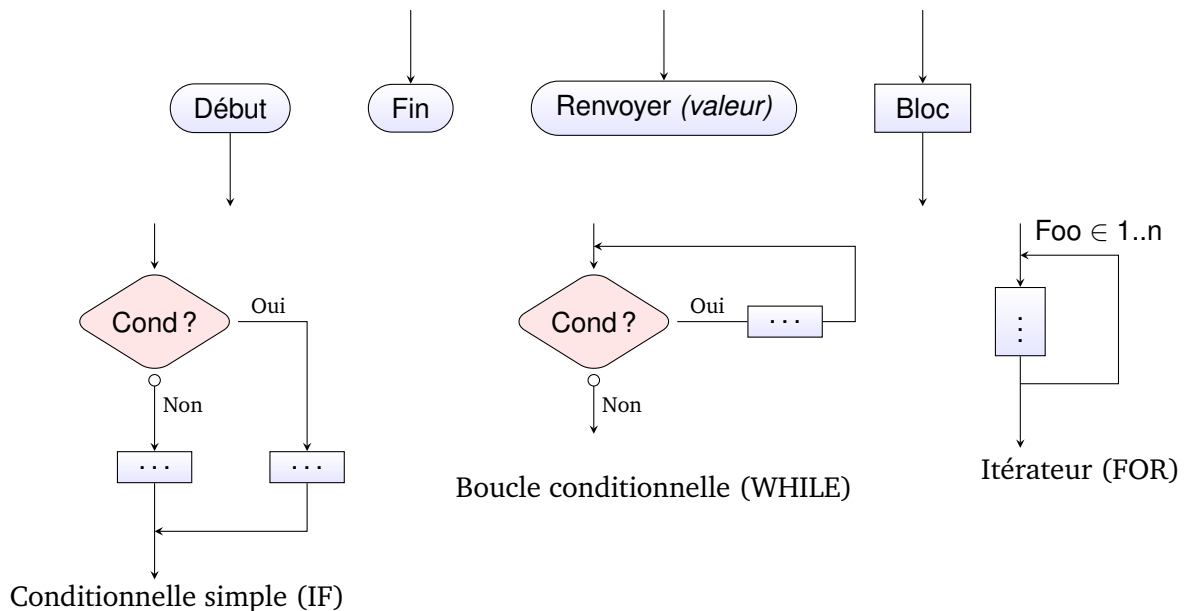 Début
Fin
Renvoyer (valeur)
Bloc
Cond ?
Oui
Non
...
...
Conditionnelle simple (IF)
Cond ?
Oui
...
Non
Boucle conditionnelle (WHILE)
Foo ∈ 1..n
⋮
Itérateur (FOR)